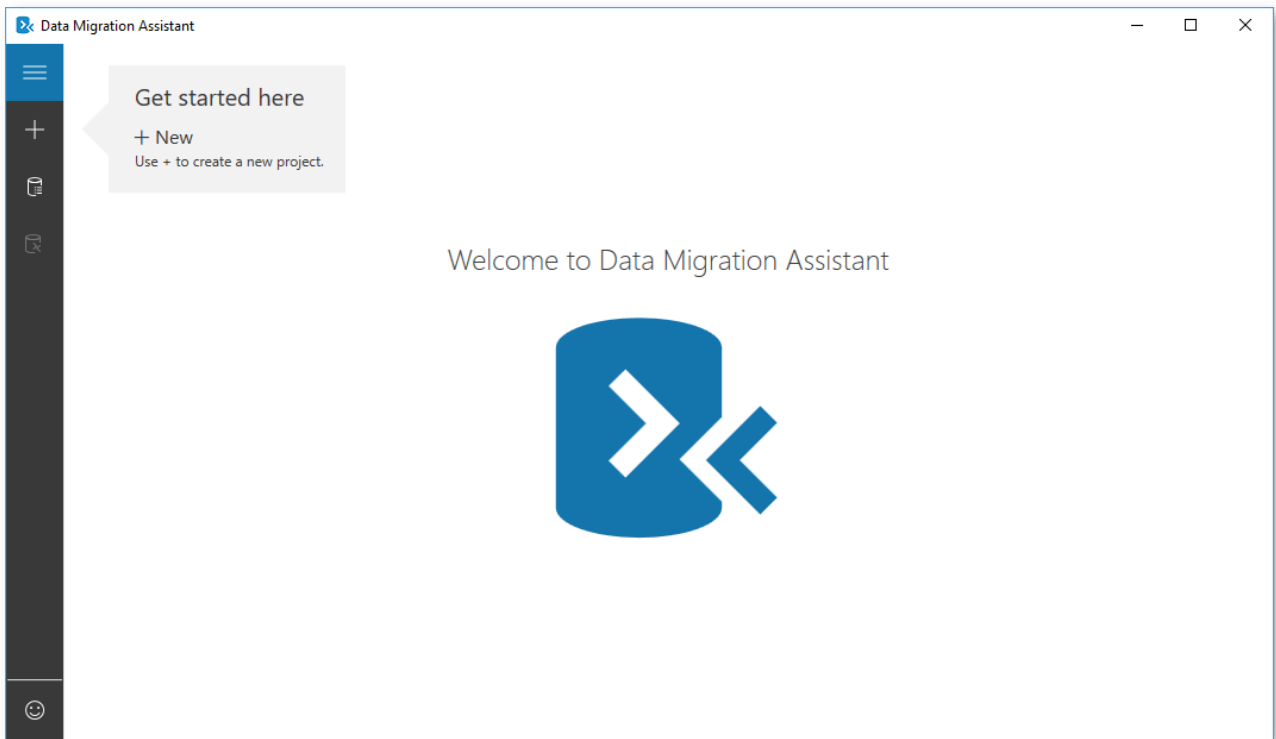 Data Migration Assistant
Get started here
+ New
Use + to create a new project.
Welcome to Data Migration Assistant